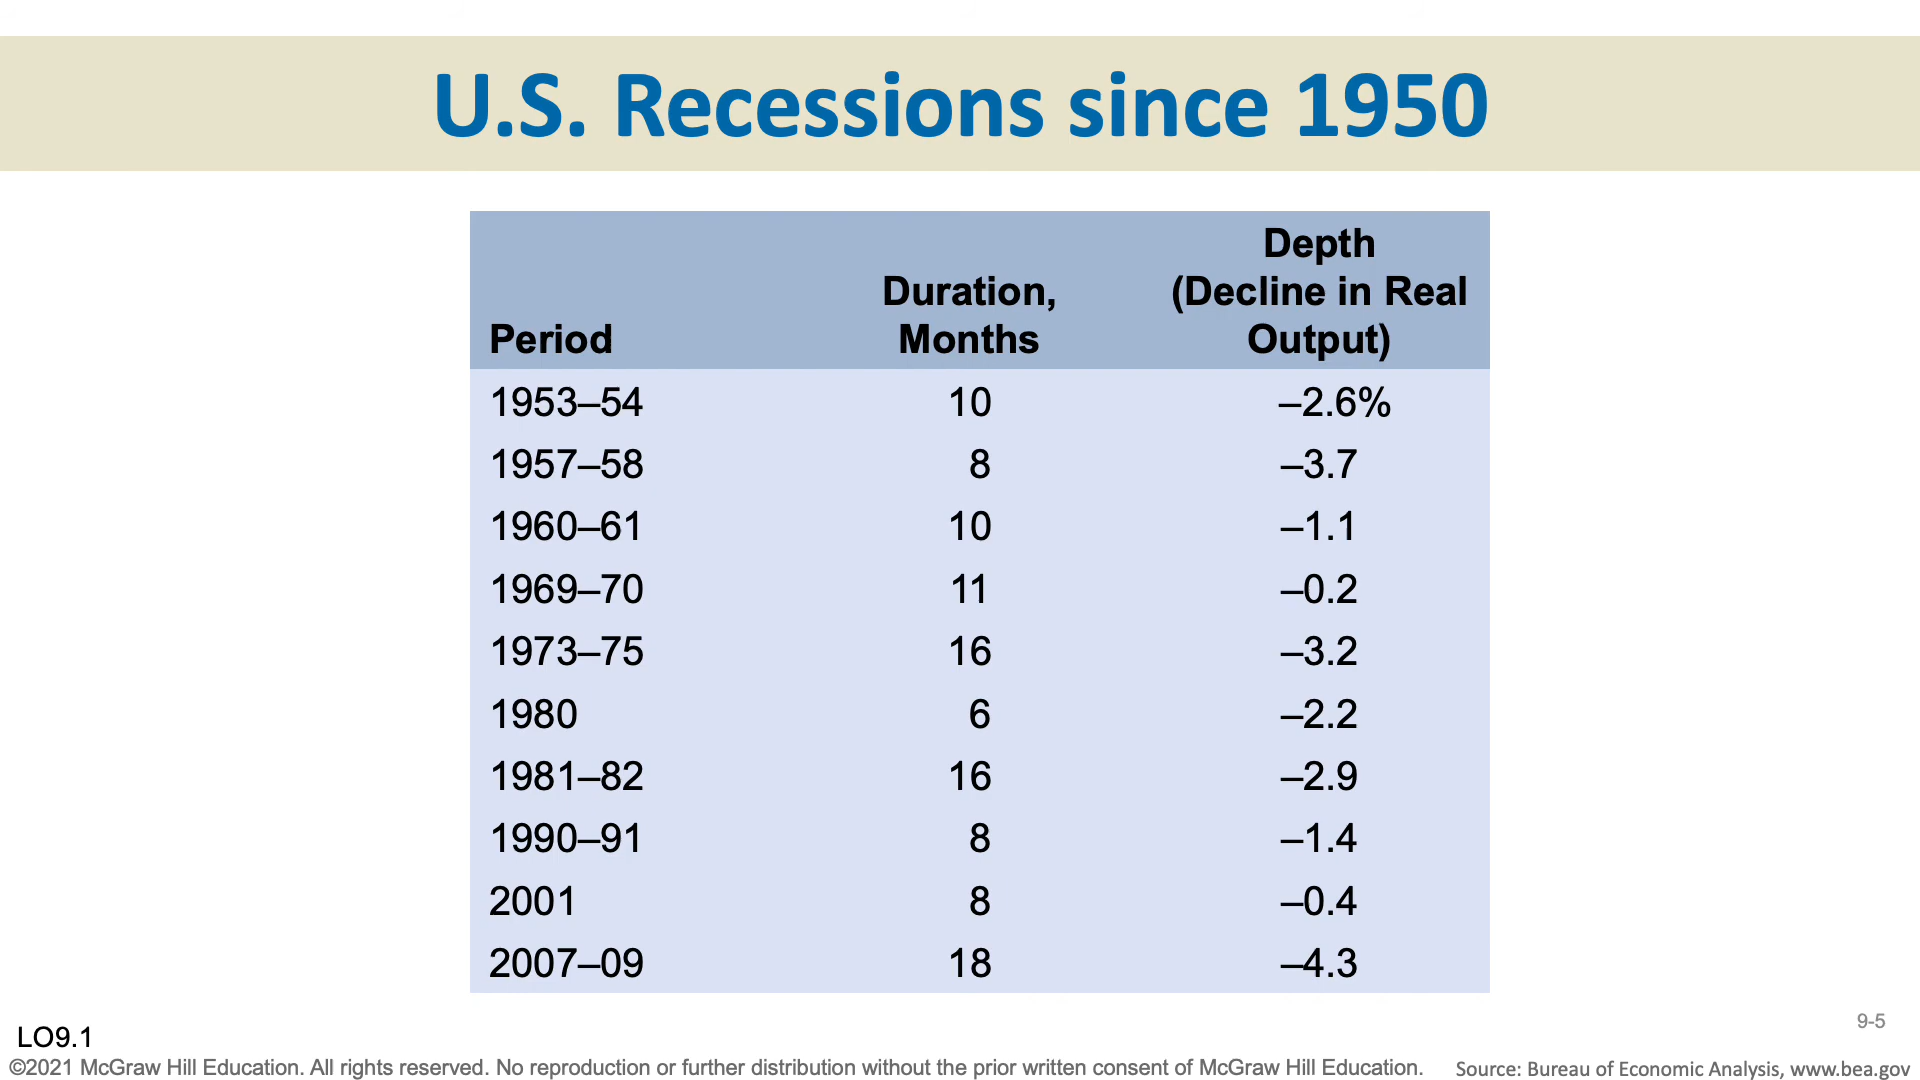 U.S. Recessions since 1950
Period Duration, Months Depth (Decline in Real Output)
1953–54 10 –2.6%
1957–58 8 –3.7
1960–61 10 –1.1
1969–70 11 –0.2
1973–75 16 –3.2
1980 6 –2.2
1981–82 16 –2.9
1990–91 8 –1.4
2001 8 –0.4
2007–09 18 –4.3
9-5
LO9.1
©2021 McGraw Hill Education. All rights reserved. No reproduction or further distribution without the prior written consent of McGraw Hill Education. Source: Bureau of Economic Analysis, www.bea.gov